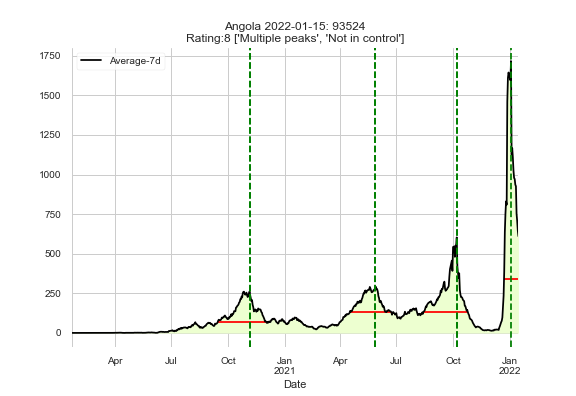 Angola 2022-01-15: 93524
Rating:8 ['Multiple peaks', 'Not in control']
Average-7d
1750
1500
1250
1000
750
500
250
0
Apr Jul Oct Jan Apr Jul Oct Jan
2021 2022
Date